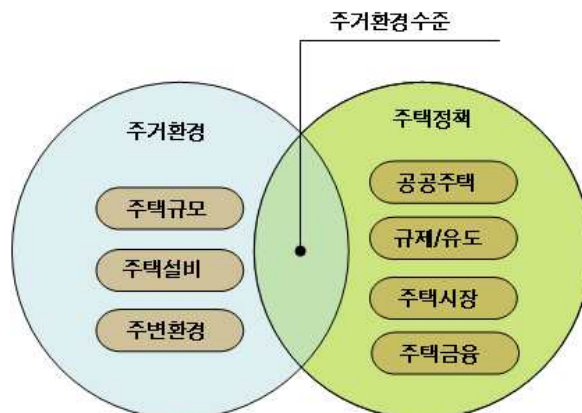 주거환경수준
주거환경
주택규모
주택설비
주변환경
주택정책
공공주택
규제/유도
주택시장
주택금융